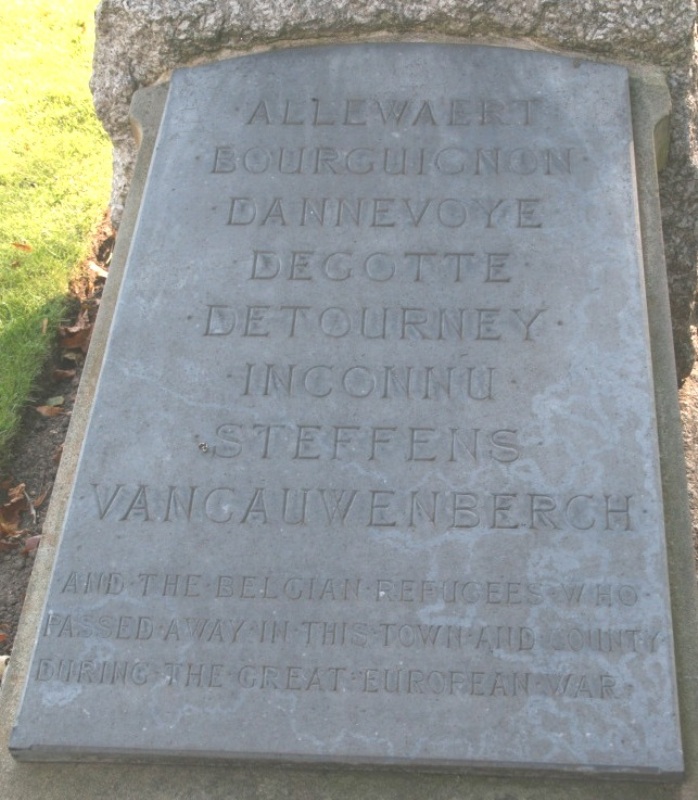 ALLEWAERT
·BOURGUIGNON·
·DANNEVOYE
·DEGOTTE
·DETOURNEY·
·INCONNU
·STEFFENS
·VANCAUWENBERGH·
·AND·THE·BELGIAN·REFUGEES·WHO·
PASSED·AWAY·IN·THIS·TOWN·AND·COUNTY
DURING·THE·GREAT·EUROPEAN·WAR·